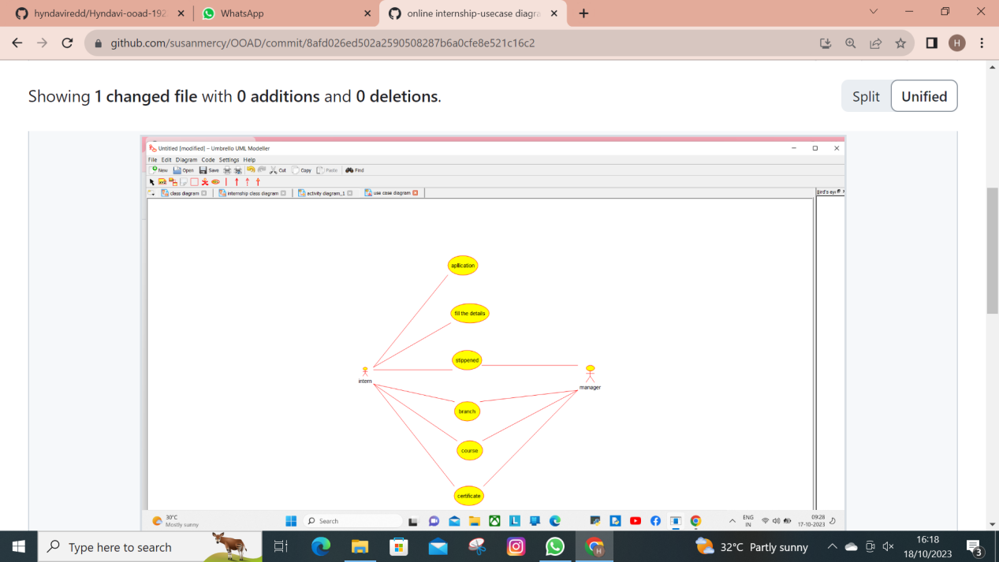 hyndaviredd/Hyndavi-ooad-192
WhatsApp
online internship-usecase diagra
github.com/susanmercy/OOAD/commit/8afd026ed502a2590508287b6a0cfe8e521c16c2
H
Showing 1 changed file with 0 additions and 0 deletions.
Split Unified
Untitled [modified] – Umbrello UML Modeller
File Edit Diagram Code Settings Help
New Open Save Cut Copy Paste Find
class diagram internship class diagram activity diagram_1 use case diagram
Bird's ey
apllication
fill the details
stippened
intern
manager
branch
course
certificate
30°C
Mostly sunny
Search
ENG
IN
09:28
17-10-2023
Type here to search
32°C Partly sunny
16:18
18/10/2023
3